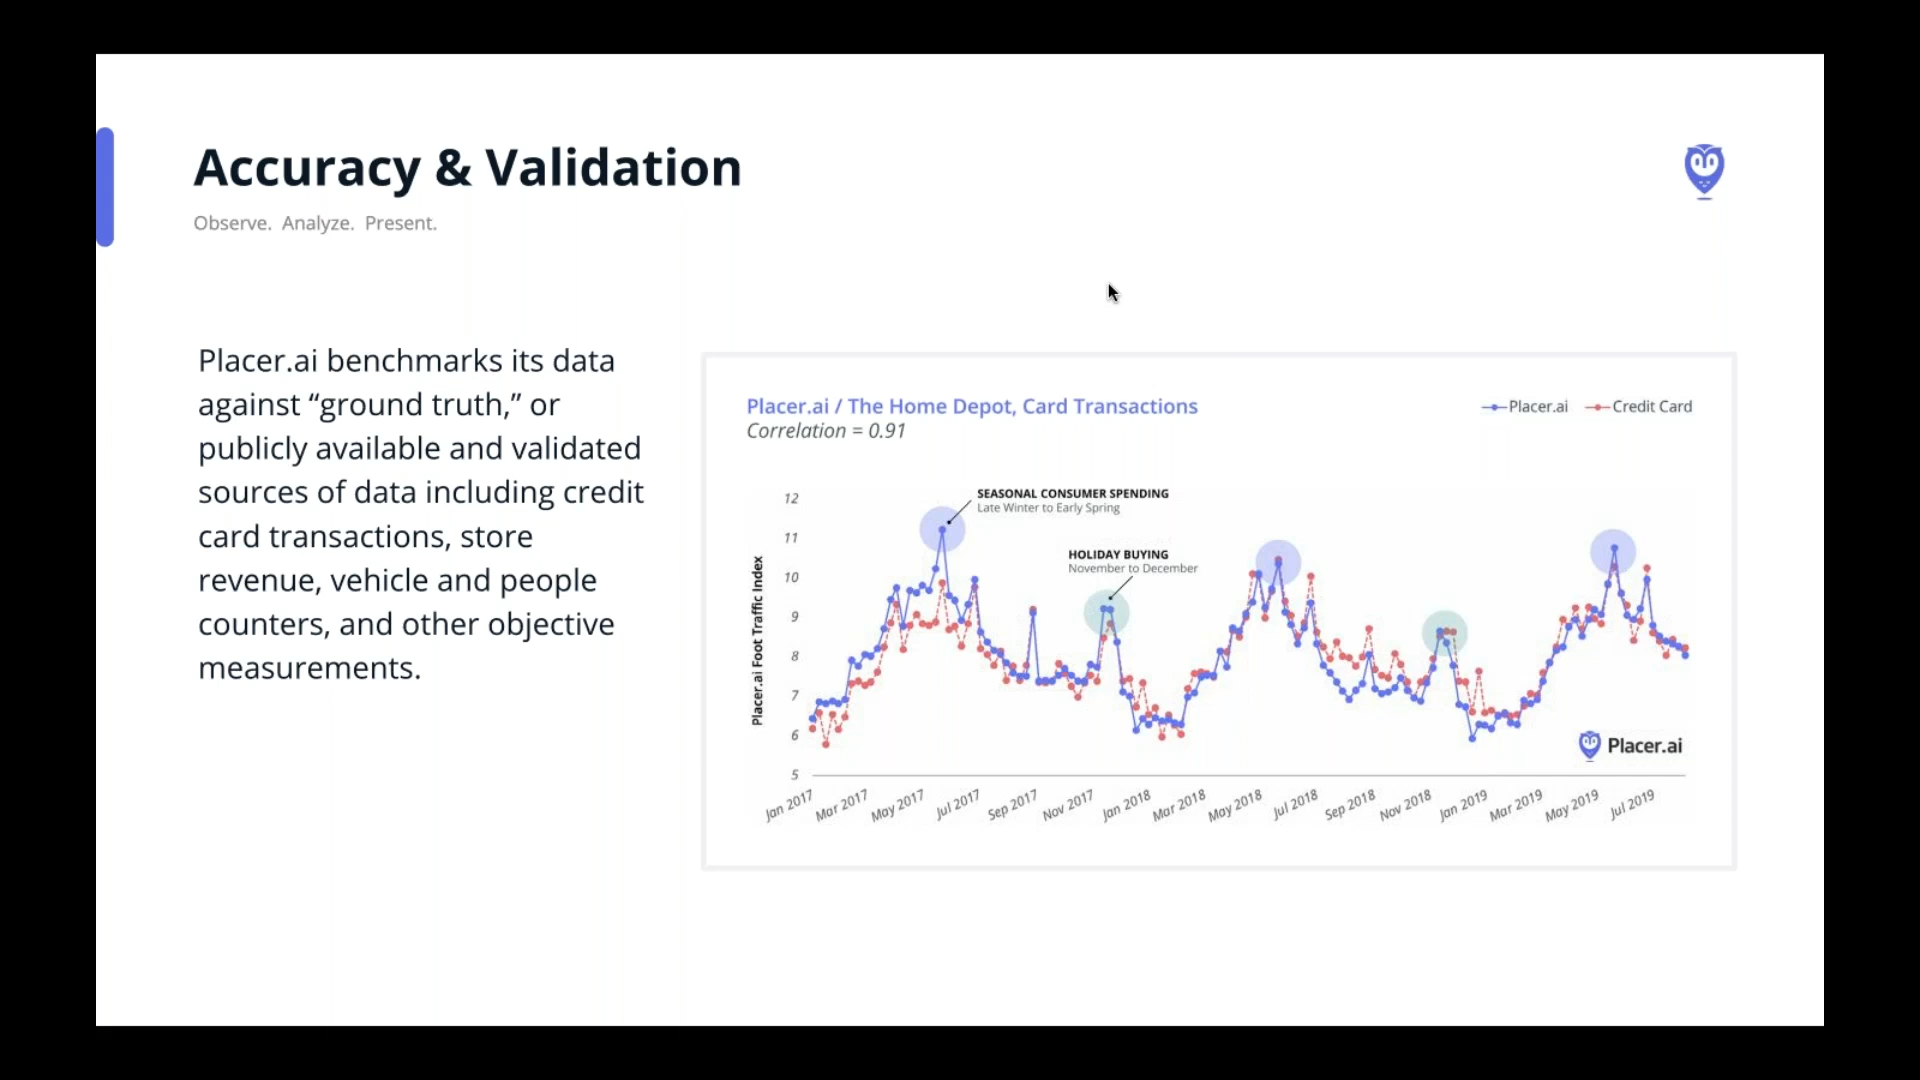 Accuracy & Validation
Observe. Analyze. Present.
Placer.ai benchmarks its data
against “ground truth,” or
publicly available and validated
sources of data including credit
card transactions, store
revenue, vehicle and people
counters, and other objective
measurements.
Placer.ai / The Home Depot, Card Transactions
Correlation = 0.91
Placer.ai Credit Card
SEASONAL CONSUMER SPENDING
Late Winter to Early Spring
HOLIDAY BUYING
November to December
Placer.ai Foot Traffic Index
12
11
10
9
8
7
6
5
Placer.ai
Jan 2017 Mar 2017 May 2017 Jul 2017 Sep 2017 Nov 2017 Jan 2018 Mar 2018 May 2018 Jul 2018 Sep 2018 Nov 2018 Jan 2019 Mar 2019 May 2019 Jul 2019